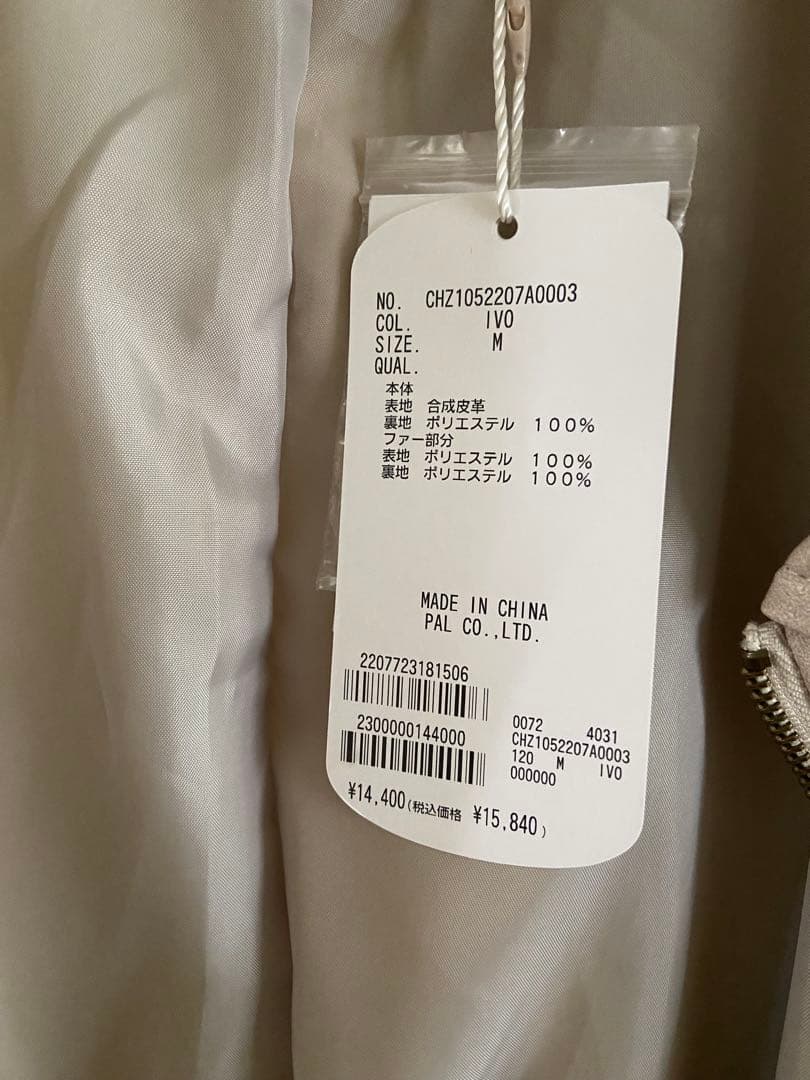 NO. CHZ1052207A0003
COL. IVO
SIZE. M
QUAL.
本体
表地 合成皮革
裏地 ポリエステル 100%
ファー部分
表地 ポリエステル 100%
裏地 ポリエステル 100%
MADE IN CHINA
PAL CO.,LTD.
2207723181506
2300000144000
0072 4031
CHZ1052207A0003
120 M IVO
000000
¥14,400(税込価格 ¥15,840)